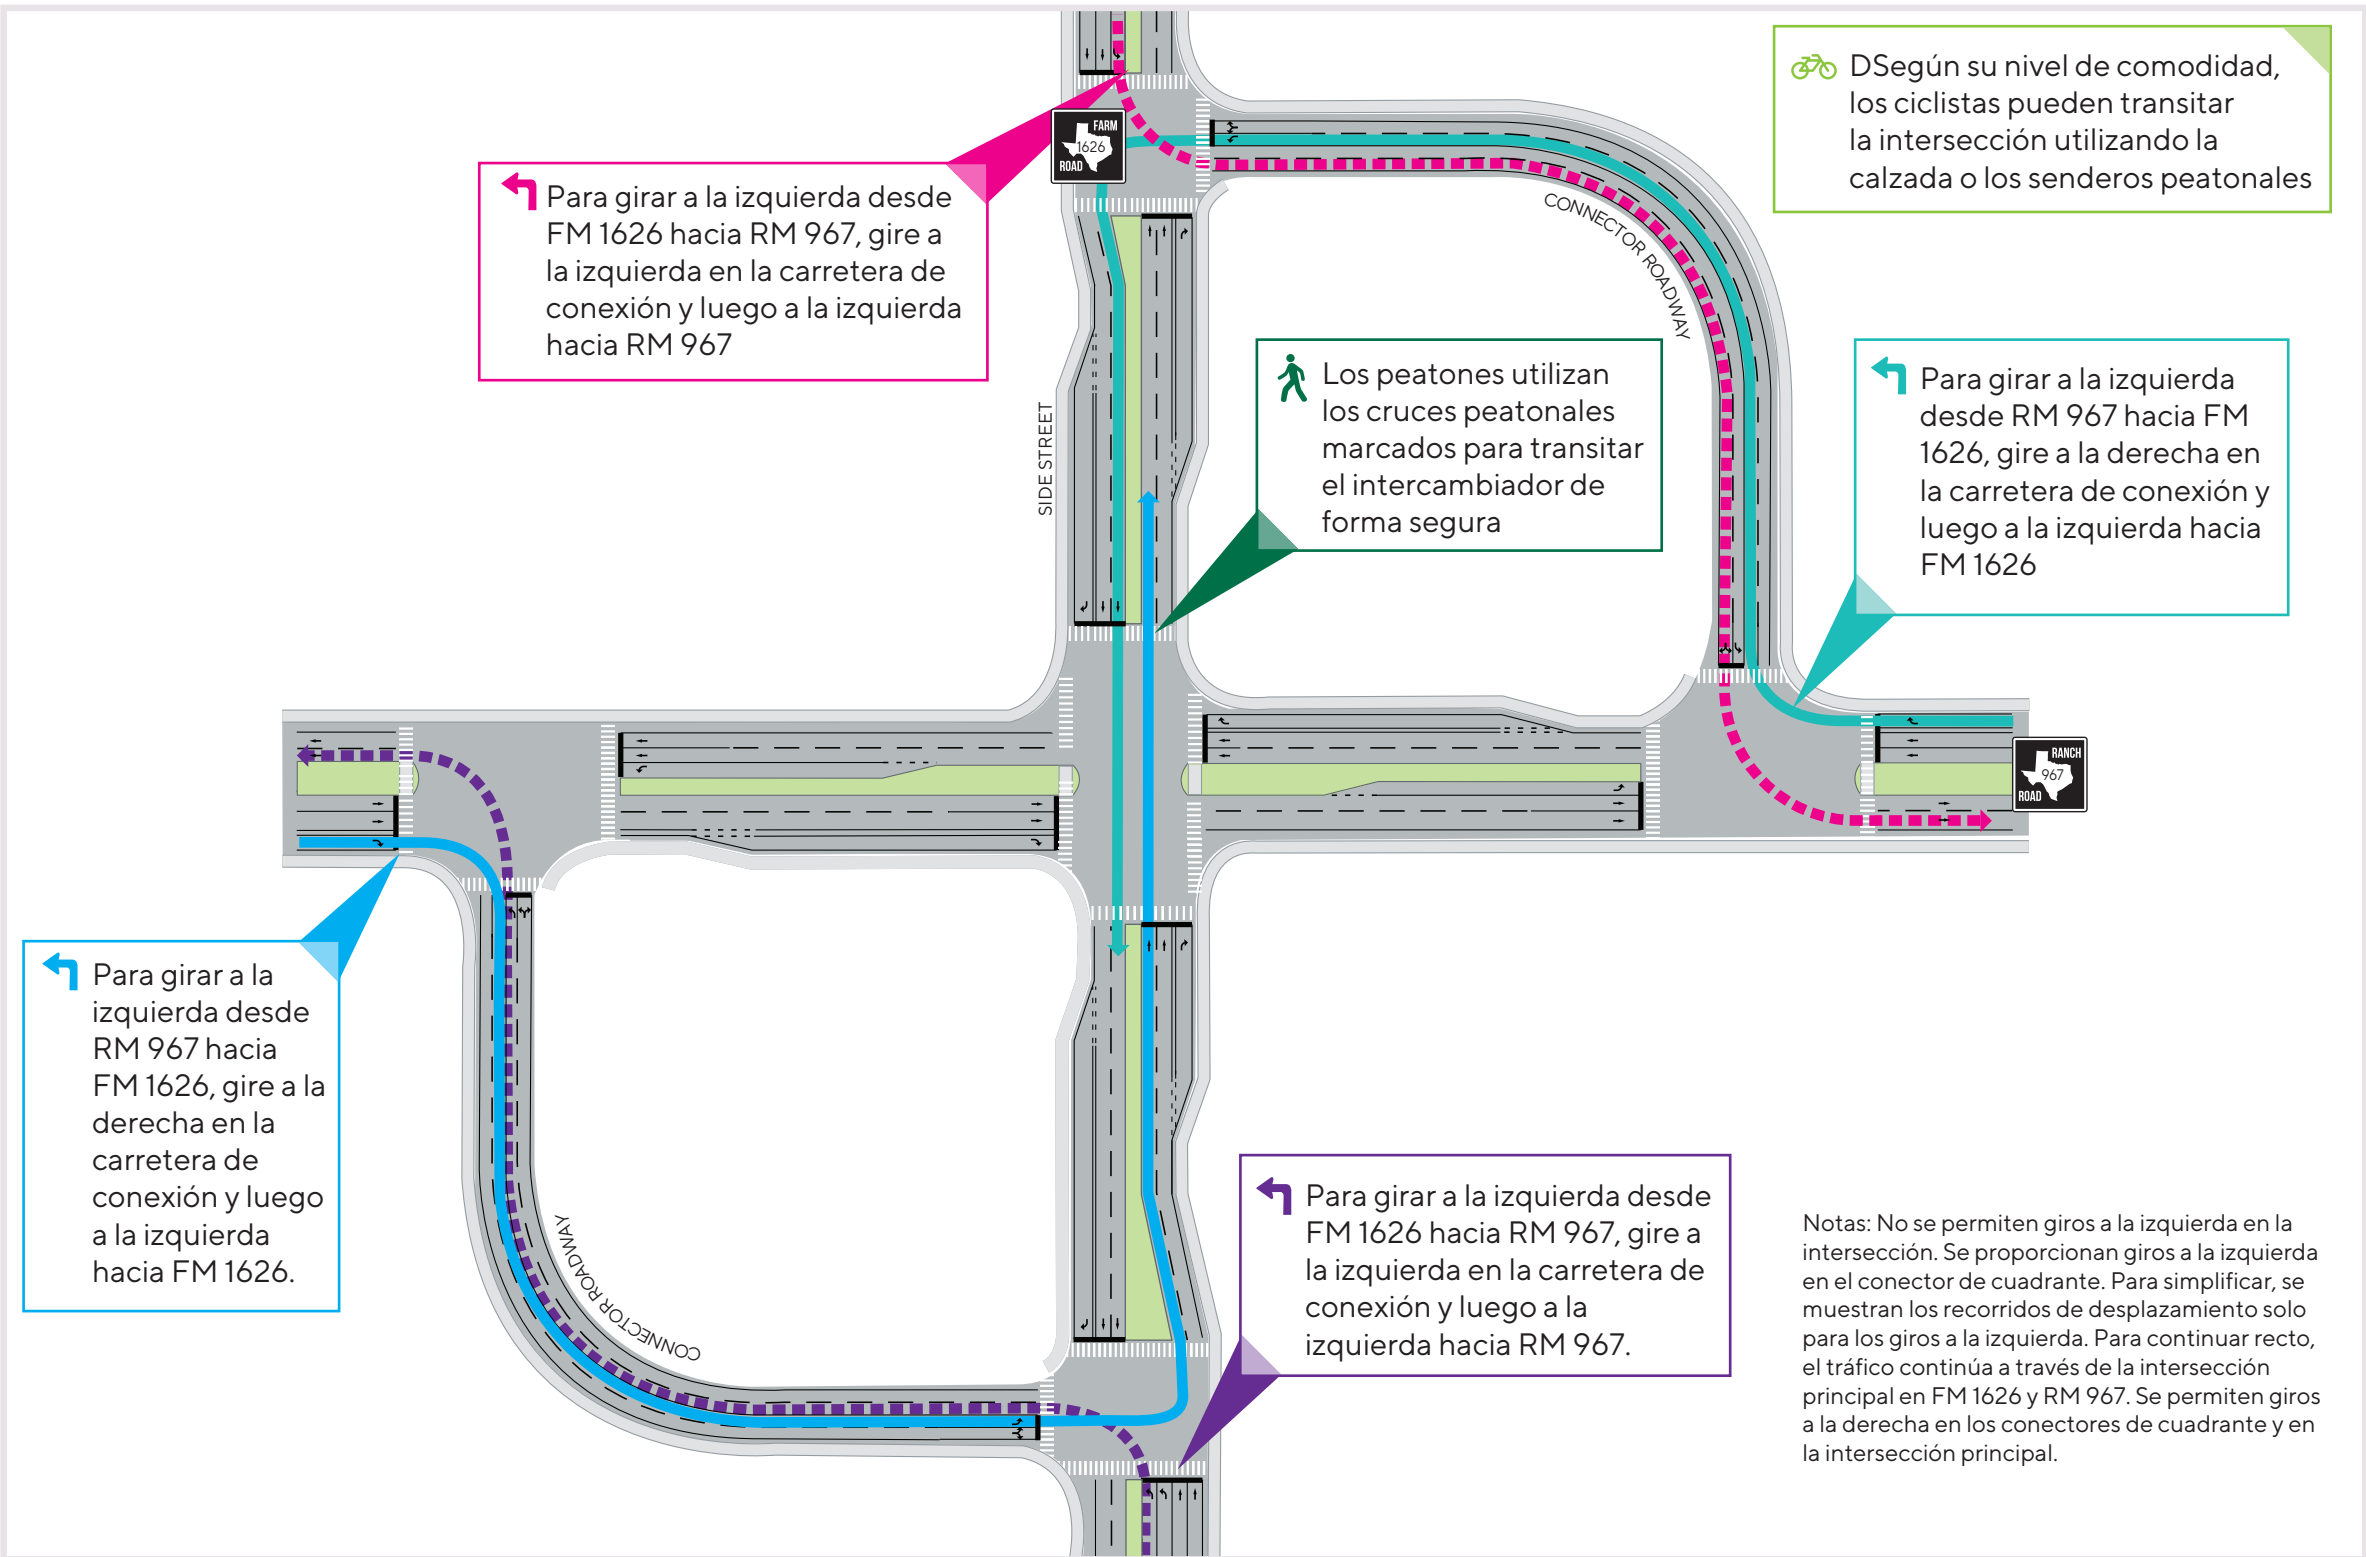 DSegún su nivel de comodidad,
los ciclistas pueden transitar
la intersección utilizando la
calzada o los senderos peatonales
FARM
1626
ROAD
Para girar a la izquierda desde
FM 1626 hacia RM 967, gire a
la izquierda en la carretera de
conexión y luego a la izquierda
hacia RM 967
CONNECTOR ROADWAY
Los peatones utilizan
los cruces peatonales
marcados para transitar
el intercambiador de
forma segura
Para girar a la izquierda
desde RM 967 hacia FM
1626, gire a la derecha en
la carretera de conexión y
luego a la izquierda hacia
FM 1626
SIDE STREET
RANCH
967
ROAD
Para girar a la
izquierda desde
RM 967 hacia
FM 1626, gire a la
derecha en la
carretera de
conexión y luego
a la izquierda
hacia FM 1626.
CONNECTOR ROADWAY
Para girar a la izquierda desde
FM 1626 hacia RM 967, gire a
la izquierda en la carretera de
conexión y luego a la
izquierda hacia RM 967.
Notas: No se permiten giros a la izquierda en la
intersección. Se proporcionan giros a la izquierda
en el conector de cuadrante. Para simplificar, se
muestran los recorridos de desplazamiento solo
para los giros a la izquierda. Para continuar recto,
el tráfico continúa a través de la intersección
principal en FM 1626 y RM 967. Se permiten giros
a la derecha en los conectores de cuadrante y en
la intersección principal.